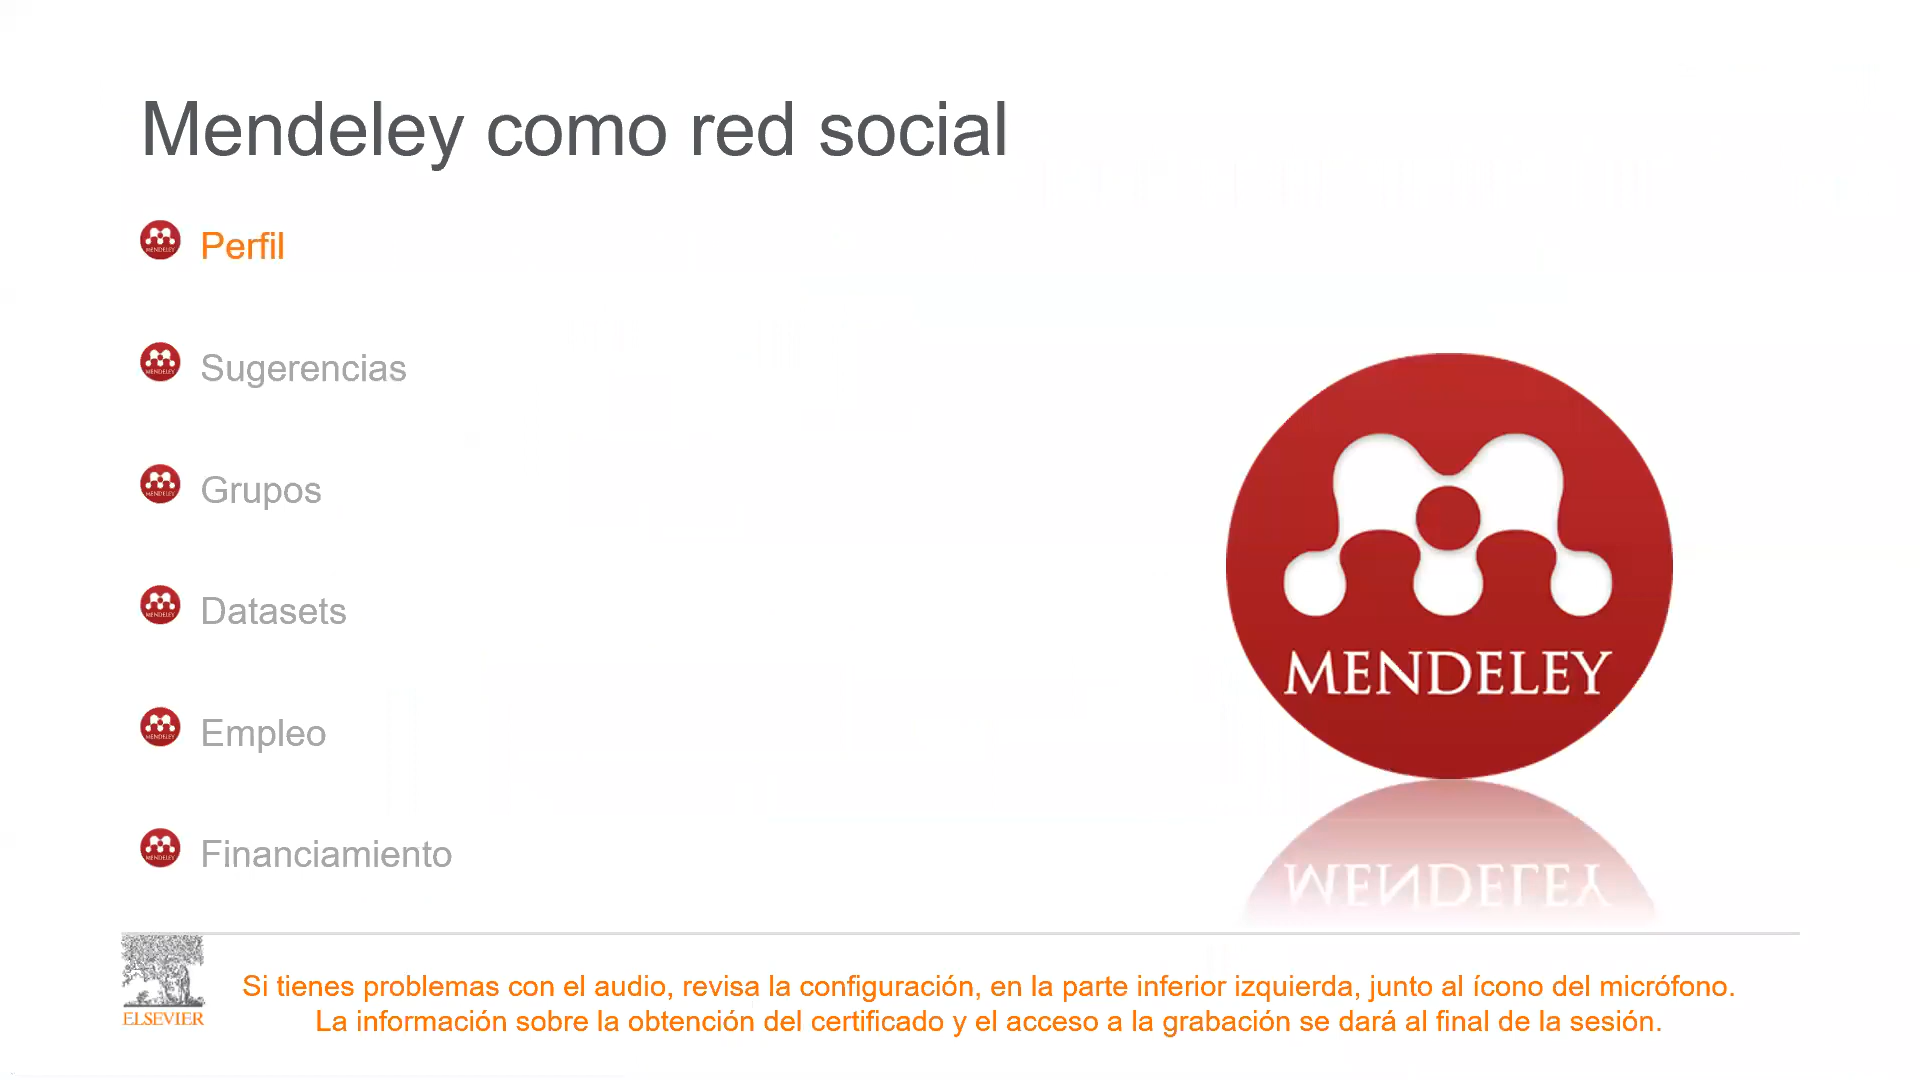 Mendeley como red social
Perfil
Sugerencias
Grupos
Datasets
Empleo
Financiamiento
MENDELEY
ELSEVIER
Si tienes problemas con el audio, revisa la configuración, en la parte inferior izquierda, junto al ícono del micrófono.
La información sobre la obtención del certificado y el acceso a la grabación se dará al final de la sesión.